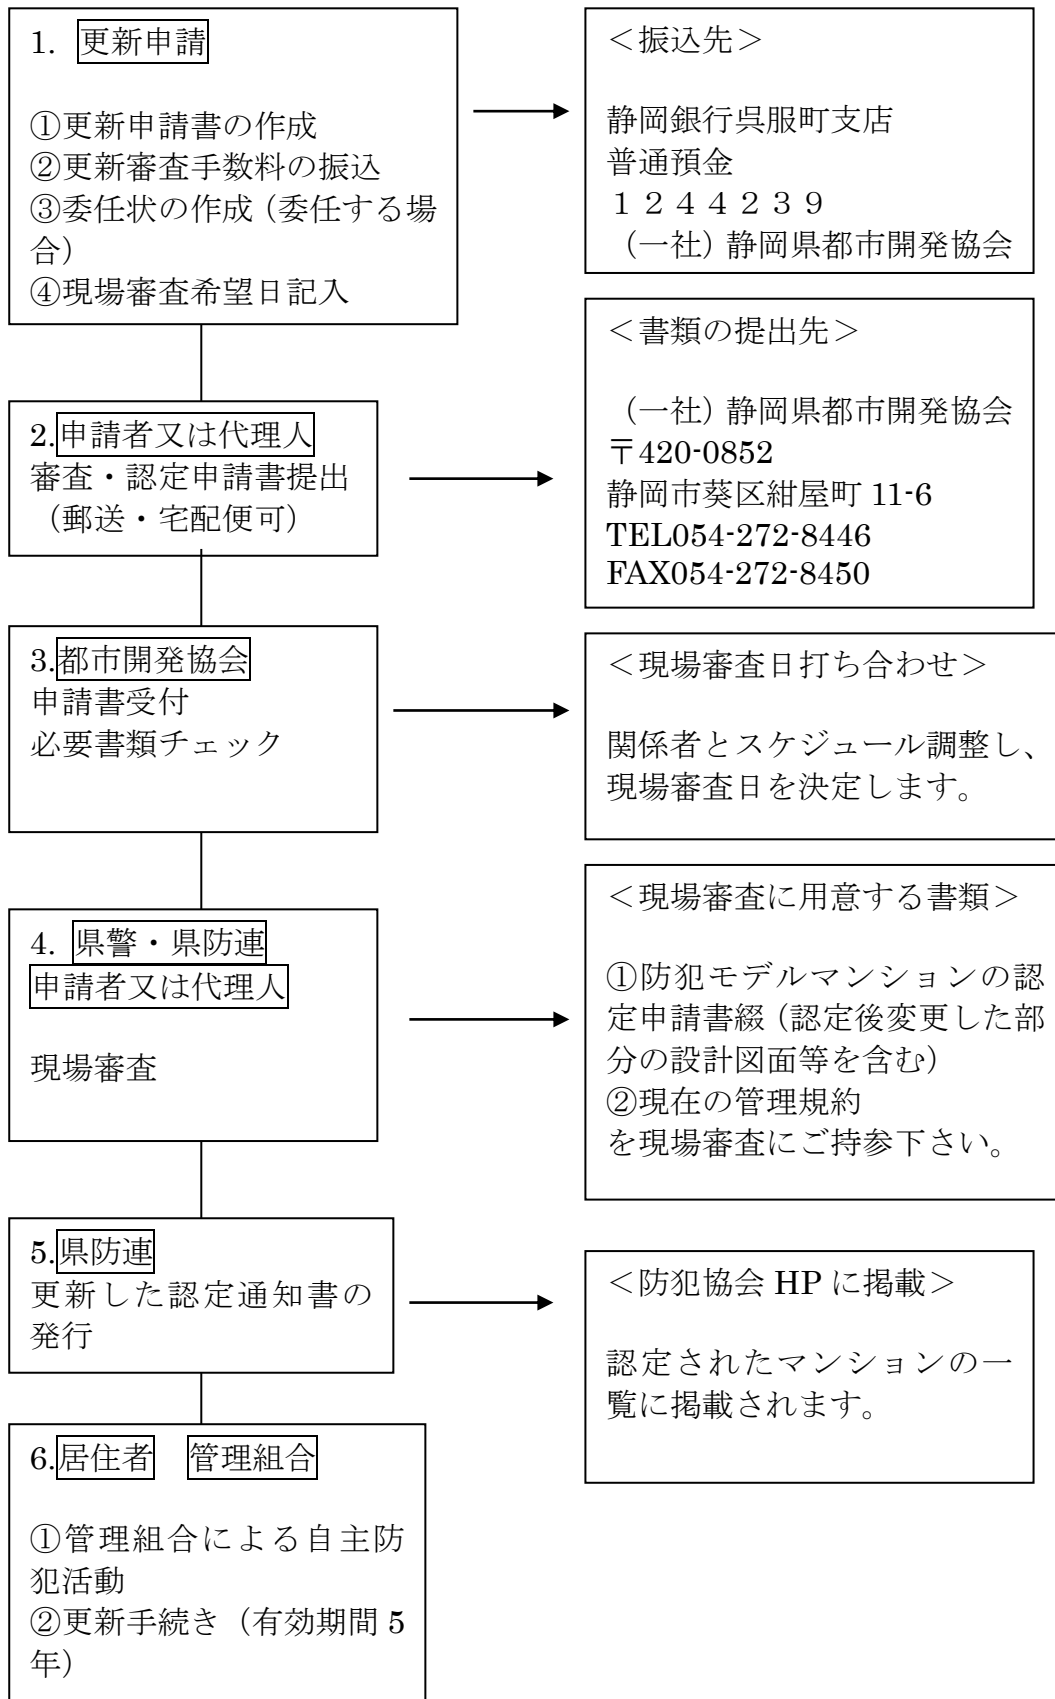 1. 更新申請
①更新申請書の作成
②更新審査手数料の振込
③委任状の作成（委任する場
合）
④現場審査希望日記入
＜振込先＞
静岡銀行呉服町支店
普通預金
１２４４２３９
（一社）静岡県都市開発協会
2.申請者又は代理人
審査・認定申請書提出
（郵送・宅配便可）
＜書類の提出先＞
（一社）静岡県都市開発協会
〒420-0852
静岡市葵区紺屋町 11-6
TEL054-272-8446
FAX054-272-8450
3.都市開発協会
申請書受付
必要書類チェック
＜現場審査日打ち合わせ＞
関係者とスケジュール調整し、
現場審査日を決定します。
4. 県警・県防連
申請者又は代理人
現場審査
＜現場審査に用意する書類＞
①防犯モデルマンションの認
定申請書綴（認定後変更した部
分の設計図面等を含む）
②現在の管理規約
を現場審査にご持参下さい。
5.県防連
更新した認定通知書の
発行
＜防犯協会 HP に掲載＞
認定されたマンションの一
覧に掲載されます。
6.居住者 管理組合
①管理組合による自主防
犯活動
②更新手続き（有効期間 5
年）